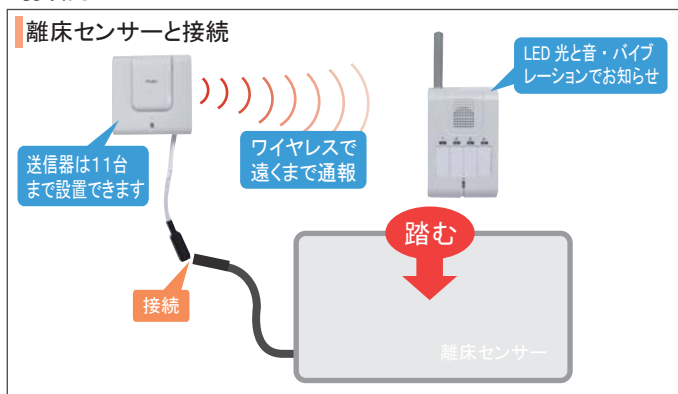 離床センサーと接続
LED 光と音・バイブ
レーションでお知らせ
送信器は11台
まで設置できます
ワイヤレスで
遠くまで通報
踏む
接続
離床センサー